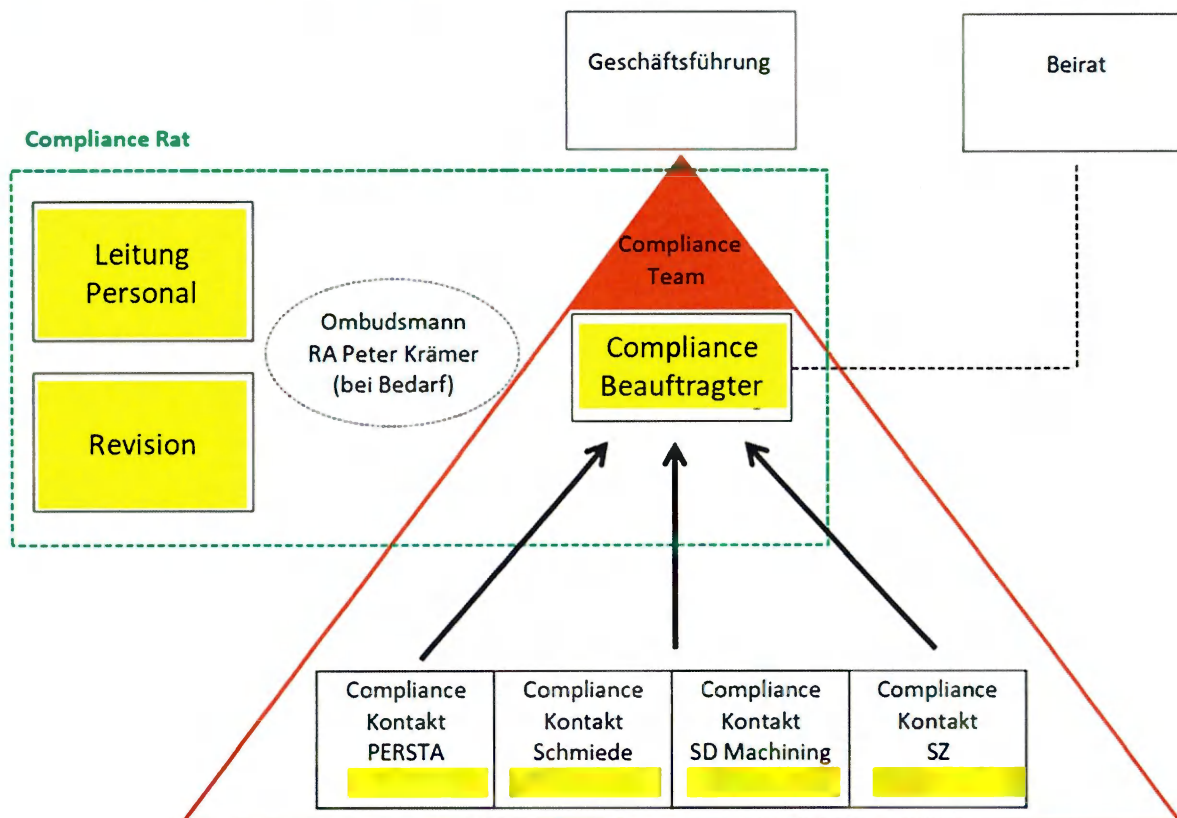 Geschäftsführung
Beirat
Compliance Rat
Leitung
Personal
Compliance
Team
Ombudsmann
RA Peter Krämer
(bei Bedarf)
Compliance
Beauftragter
Revision
Compliance
Kontakt
PERSTA
Compliance
Kontakt
Schmiede
Compliance
Kontakt
SD Machining
Compliance
Kontakt
SZ